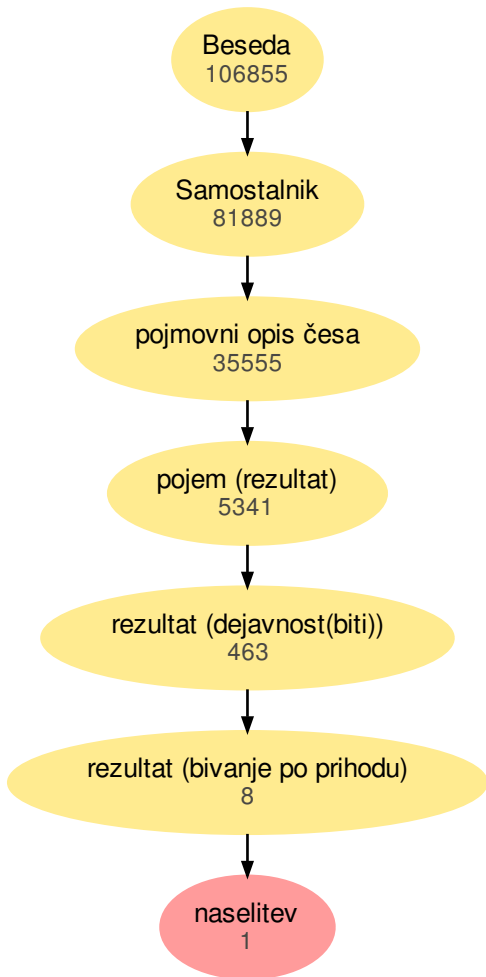 Beseda
106855
Samostalnik
81889
pojmovni opis česa
35555
pojem (rezultat)
5341
rezultat (dejavnost(biti))
463
rezultat (bivanje po prihodu)
8
naselitev
1